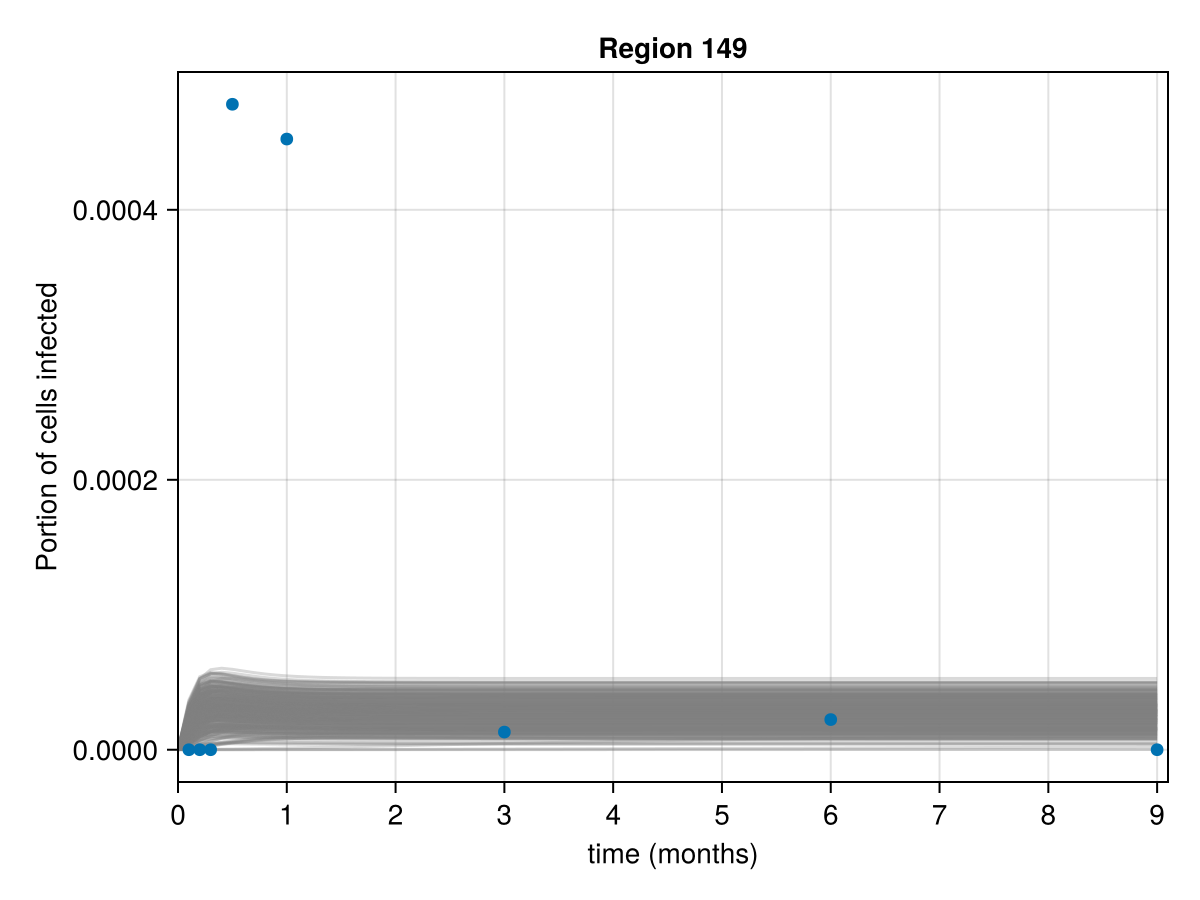 Region 149
Portion of cells infected
0.0004
0.0002
0.0000
0 1 2 3 4 5 6 7 8 9
time (months)